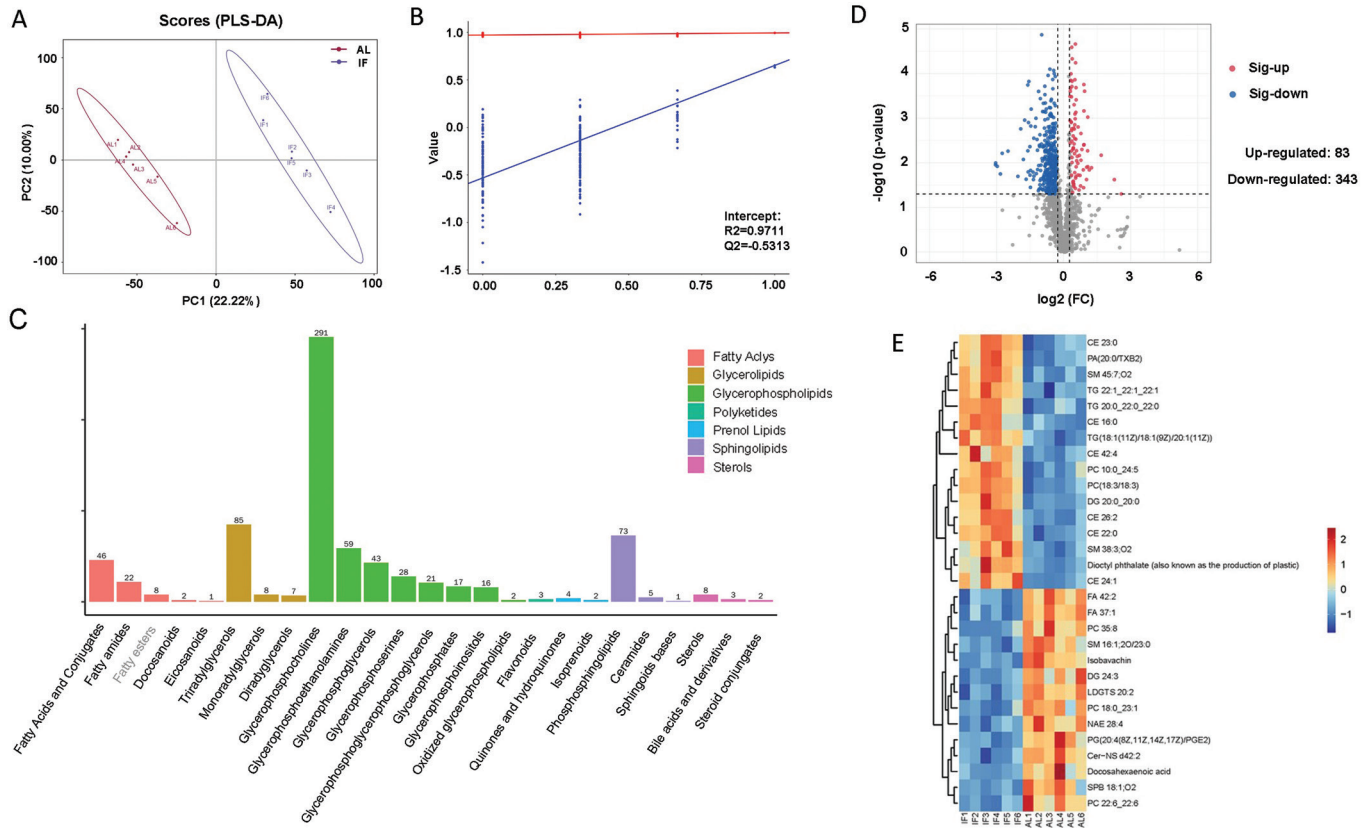 A
Scores (PLS-DA)
AL
IF
PC2 (10.00%)
100
50
0
-50
-100
AL1
AL2
AL4
AL3
AL5
AL6
IF6
IF1
IF2
IF5
IF3
IF4
-50
0
50
100
PC1 (22.22%)
B
Value
1.0
0.5
0.0
-0.5
-1.0
-1.5
Intercept:
R2=0.9711
Q2=-0.5313
0.00
0.25
0.50
0.75
1.00
D
-log10 (p-value)
5
4
3
2
1
0
-6
-3
0
3
6
log2 (FC)
Sig-up
Sig-down
Up-regulated: 83
Down-regulated: 343
C
46
22
8
2
1
85
8
7
291
59
43
28
21
17
16
2
3
4
2
73
5
1
8
3
2
Fatty Aclys
Glycerolipids
Glycerophospholipids
Polyketides
Prenol Lipids
Sphingolipids
Sterols
Fatty Acids and Conjugates
Fatty amides
Fatty esters
Docosanoids
Eicosanoids
Triradylglycerols
Monoradylglycerols
Diradylglycerols
Glycerophosphocholines
Glycerophosphoethanolamines
Glycerophosphoglycerols
Glycerophosphoserines
Glycerophosphoglycerophosphoglycerols
Glycerophosphates
Glycerophosphoinositols
Oxidized glycerophospholipids
Flavonoids
Quinones and hydroquinones
Isoprenoids
Phosphosphingolipids
Ceramides
Sphingoids bases
Sterols
Bile acids and derivatives
Steroid conjugates
E
CE 23:0
PA(20:0/TXB2)
SM 45:7;O2
TG 22:1_22:1_22:1
TG 20:0_22:0_22:0
CE 16:0
TG(18:1(11Z)/18:1(9Z)/20:1(11Z))
CE 42:4
PC 10:0_24:5
PC(18:3/18:3)
DG 20:0_20:0
CE 26:2
CE 22:0
SM 38:3;O2
Dioctyl phthalate (also known as the production of plastic)
CE 24:1
FA 42:2
FA 37:1
PC 35:8
SM 16:1;2O/23:0
Isobavachin
DG 24:3
LDGTS 20:2
PC 18:0_23:1
NAE 28:4
PG(20:4(8Z,11Z,14Z,17Z)/PGE2)
Cer-NS d42:2
Docosahexaenoic acid
SPB 18:1;O2
PC 22:6_22:6
IF1
IF2
IF3
IF4
IF5
IF6
AL1
AL2
AL3
AL4
AL5
AL6
2
1
0
-1